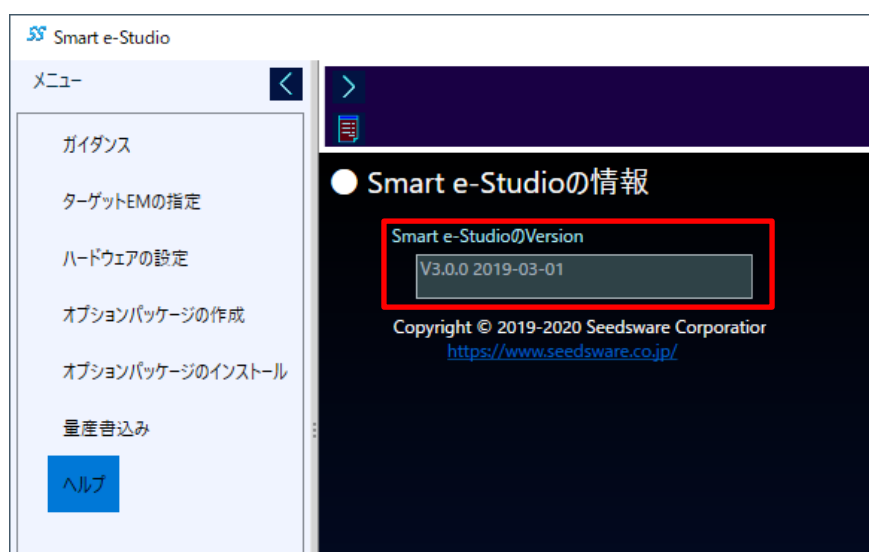 Smart e-Studio
メニュー
ガイダンス
ターゲットEMの指定
ハードウェアの設定
オプションパッケージの作成
オプションパッケージのインストール
量産書込み
ヘルプ
Smart e-Studioの情報
Smart e-StudioのVersion
V3.0.0 2019-03-01
Copyright © 2019-2020 Seedsware Corporation
https://www.seedsware.co.jp/